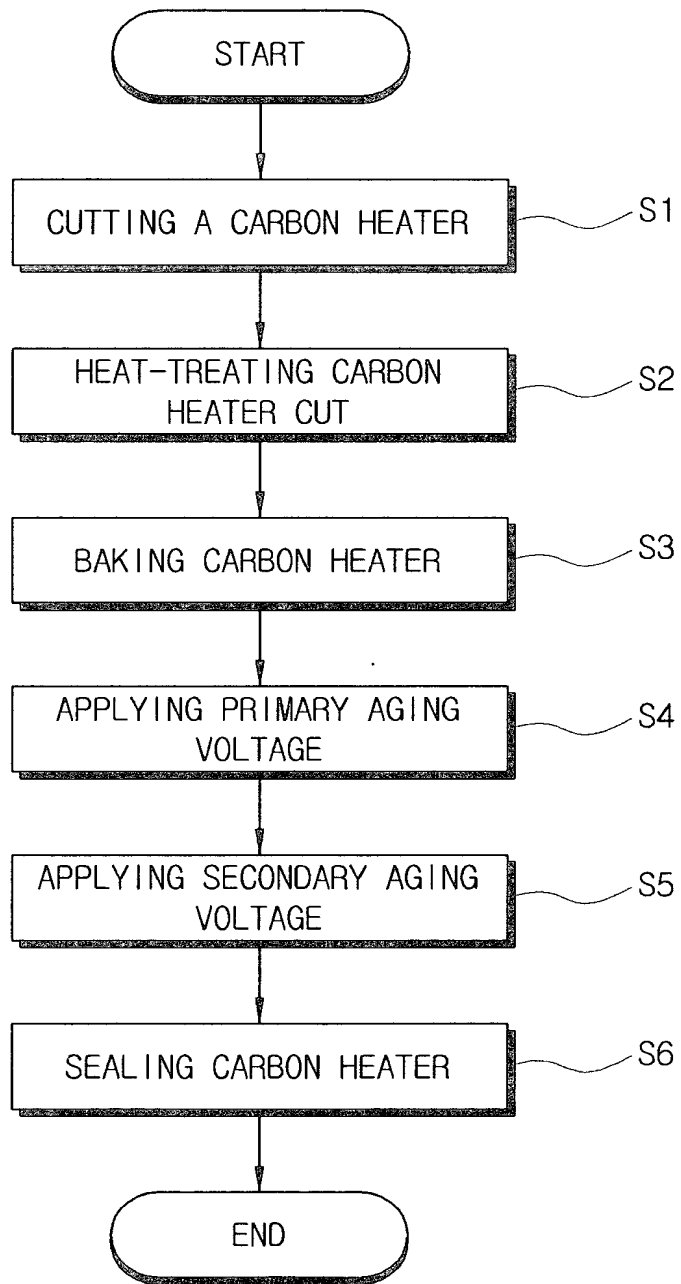 START
CUTTING A CARBON HEATER
S1
HEAT-TREATING CARBON
HEATER CUT
S2
BAKING CARBON HEATER
S3
APPLYING PRIMARY AGING
VOLTAGE
S4
APPLYING SECONDARY AGING
VOLTAGE
S5
SEALING CARBON HEATER
S6
END